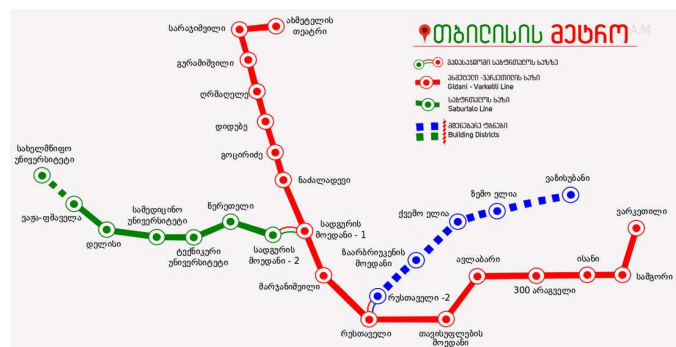 თბილისის მეტრო
გადასასვლელი საბურთალოს ხაზზე
ახმეტელი -ვარკეთილის ხაზი
Gldani - Varketili Line
საბურთალოს ხაზი
Saburtalo Line
მშენებარე უბნები
Building Districts
ახმეტელის
თეატრი
სარაჯიშვილი
გურამიშვილი
ღრმაღელე
დიდუბე
გოცირიძე
ნაძალადევი
სადგურის
მოედანი - 1
სახელმწიფო
უნივერსიტეტი
ვაჟა-ფშაველა
დელისი
სამედიცინო
უნივერსიტეტი
ტექნიკური
უნივერსიტეტი
წერეთელი
სადგურის
მოედანი - 2
მარჯანიშვილი
რუსთაველი
რუსთაველი -2
ზაარბრიუკენის
მოედანი
ქვემო ელია
ზემო ელია
ვაზისუბანი
თავისუფლების
მოედანი
ავლაბარი
300 არაგველი
ისანი
სამგორი
ვარკეთილი